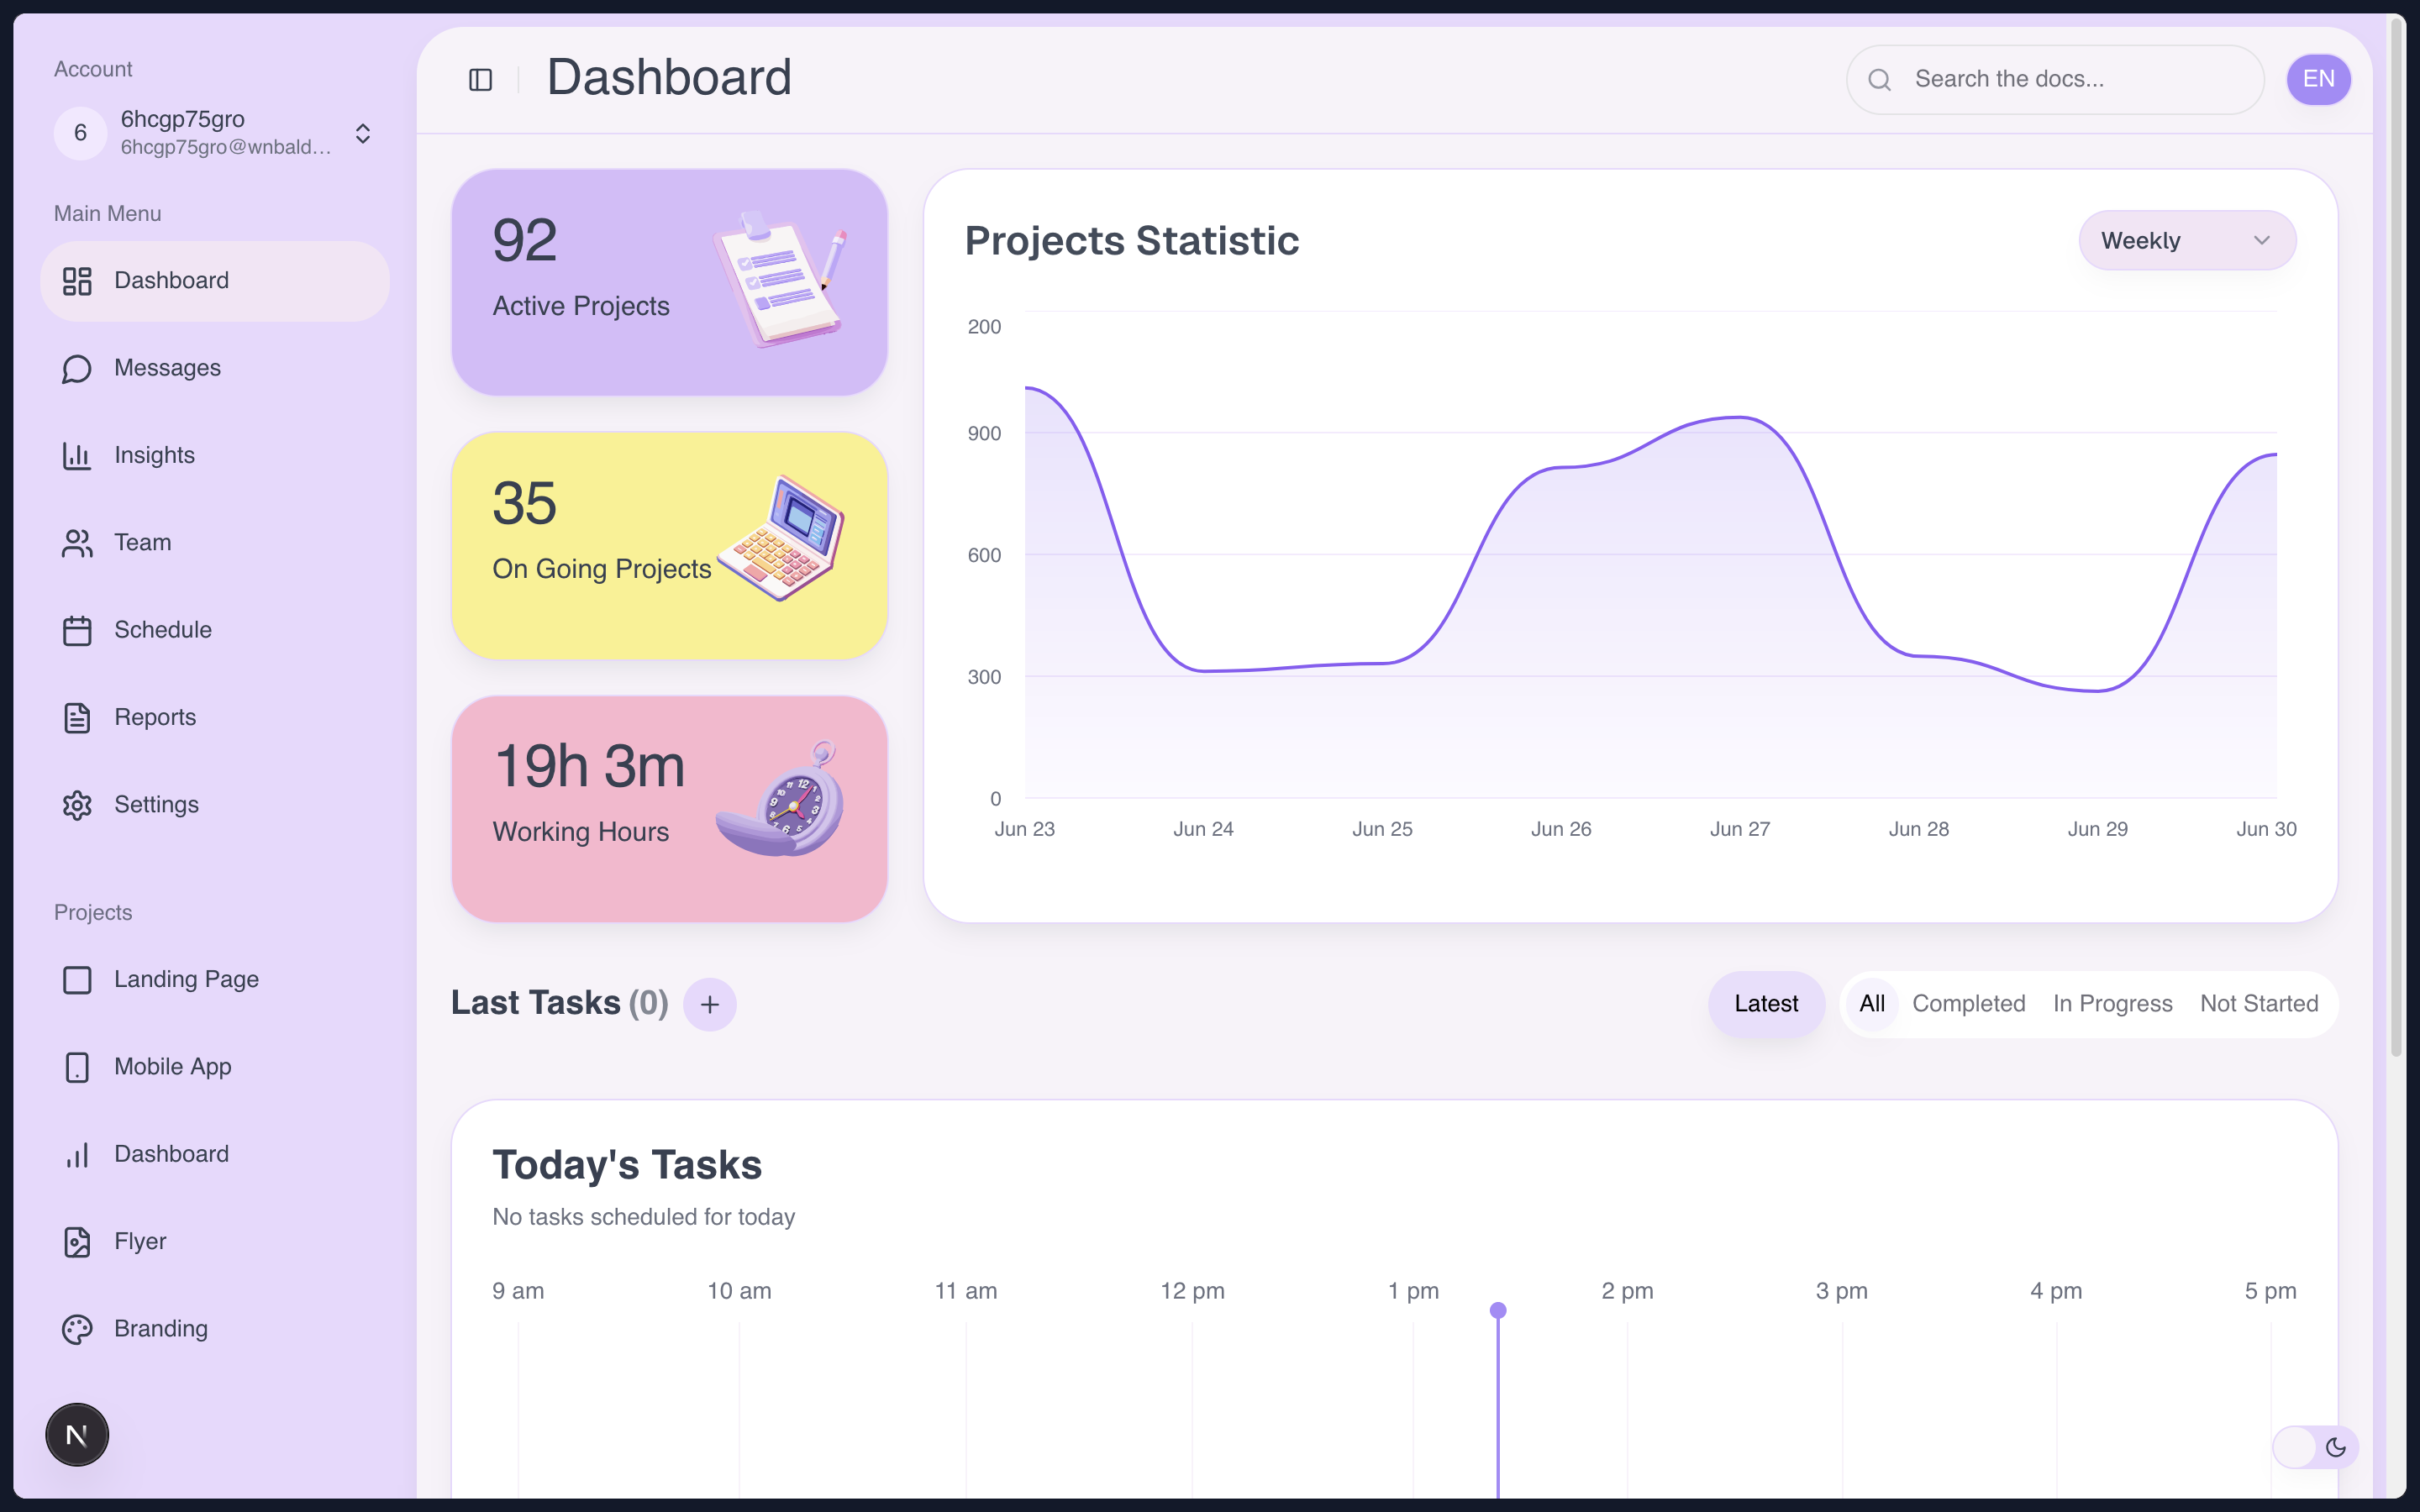 Account
6
6hcgp75gro
6hcgp75gro@wnbald...
Main Menu
Dashboard
Messages
Insights
Team
Schedule
Reports
Settings
Projects
Landing Page
Mobile App
Dashboard
Flyer
Branding
N
Dashboard
Search the docs...
EN
92
Active Projects
35
On Going Projects
19h 3m
Working Hours
Projects Statistic
Weekly
200
900
600
300
0
Jun 23 Jun 24 Jun 25 Jun 26 Jun 27 Jun 28 Jun 29 Jun 30
Last Tasks (0)
Latest
All Completed In Progress Not Started
Today's Tasks
No tasks scheduled for today
9 am 10 am 11 am 12 pm 1 pm 2 pm 3 pm 4 pm 5 pm